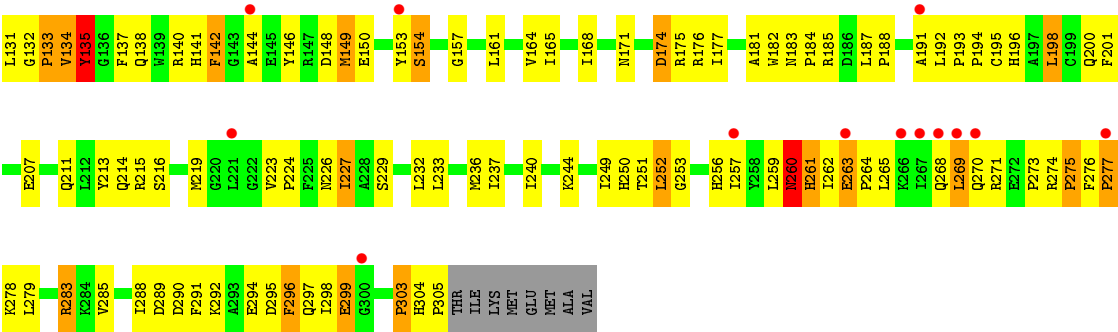 L131 G132 P133 V134 Y135 G136 F137 Q138 W139 R140 H141 F142 G143 A144 E145 Y146 R147 D148 M149 E150 Y153 S154 G157 L161 V164 I165 I168 N171 D174 R175 R176 I177 A181 W182 N183 P184 R185 D186 L187 P188 A191 L192 P193 P194 C195 H196 A197 L198 C199 Q200 F201
E207 Q211 L212 Y213 Q214 R215 S216 M219 G220 L221 G222 V223 P224 F225 N226 I227 A228 S229 L232 L233 M236 I237 I240 K244 I249 H250 T251 L252 G253 H256 I257 Y258 L259 N260 H261 I262 E263 P264 L265 K266 I267 Q268 L269 Q270 R271 E272 P273 R274 P275 F276 P277
K278 L279 R283 K284 V285 I288 D289 D290 F291 K292 A293 E294 D295 F296 Q297 I298 E299 G300 P303 H304 P305 THR ILE LYS MET GLU MET ALA VAL